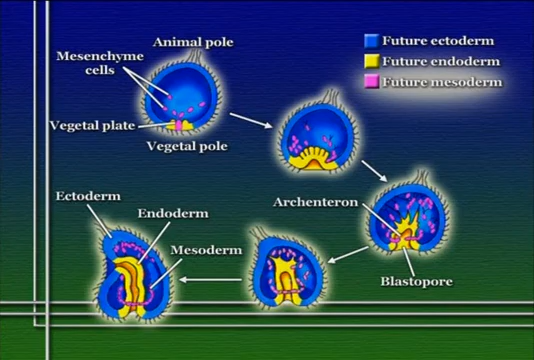 Animal pole
Mesenchyme
cells
Vegetal plate
Vegetal pole
Future ectoderm
Future endoderm
Future mesoderm
Archenteron
Blastopore
Ectoderm
Endoderm
Mesoderm